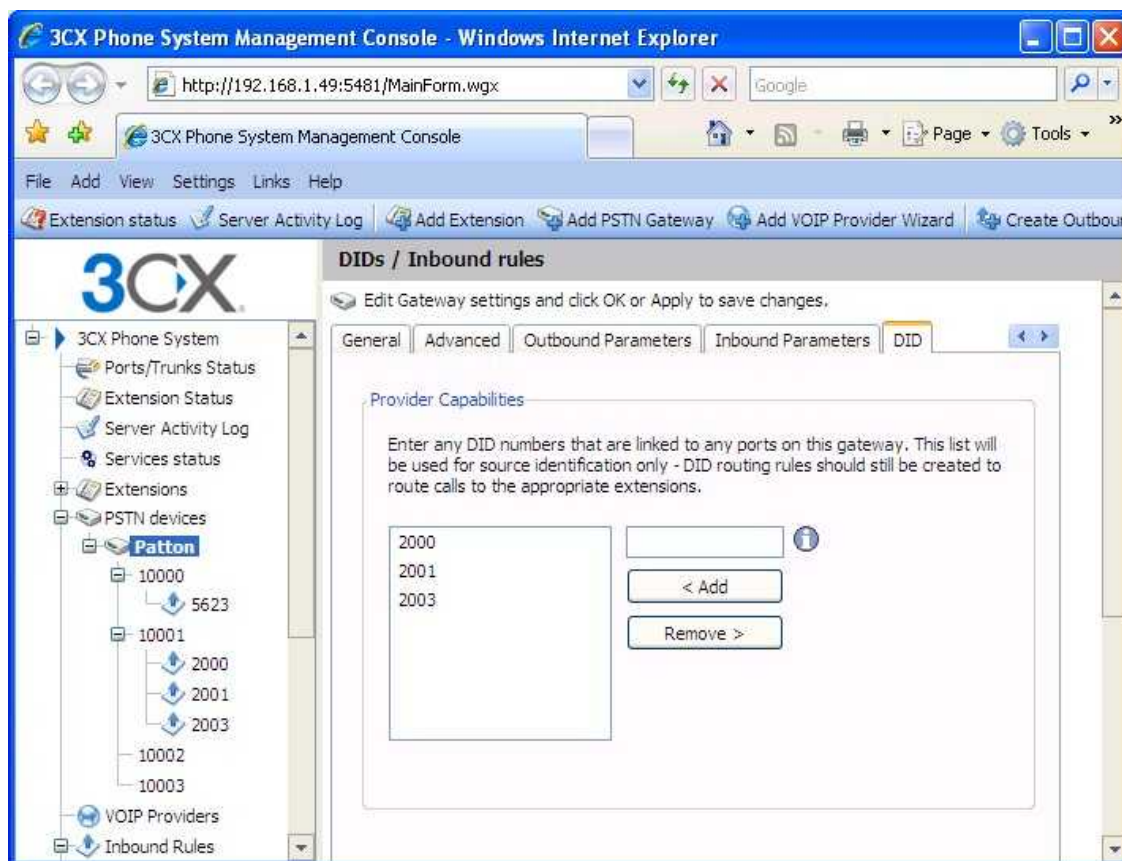 3CX Phone System Management Console - Windows Internet Explorer
http://192.168.1.49:5481/MainForm.wgx
Google
3CX Phone System Management Console
Page
Tools
File Add View Settings Links Help
Extension status Server Activity Log Add Extension Add PSTN Gateway Add VOIP Provider Wizard Create Outbou
3CX
3CX Phone System
Ports/Trunks Status
Extension Status
Server Activity Log
Services status
Extensions
PSTN devices
Patton
10000
5623
10001
2000
2001
2003
10002
10003
VOIP Providers
Inbound Rules
DIDs / Inbound rules
Edit Gateway settings and click OK or Apply to save changes.
General Advanced Outbound Parameters Inbound Parameters DID
Provider Capabilities
Enter any DID numbers that are linked to any ports on this gateway. This list will
be used for source identification only - DID routing rules should still be created to
route calls to the appropriate extensions.
2000
2001
2003
< Add
Remove >